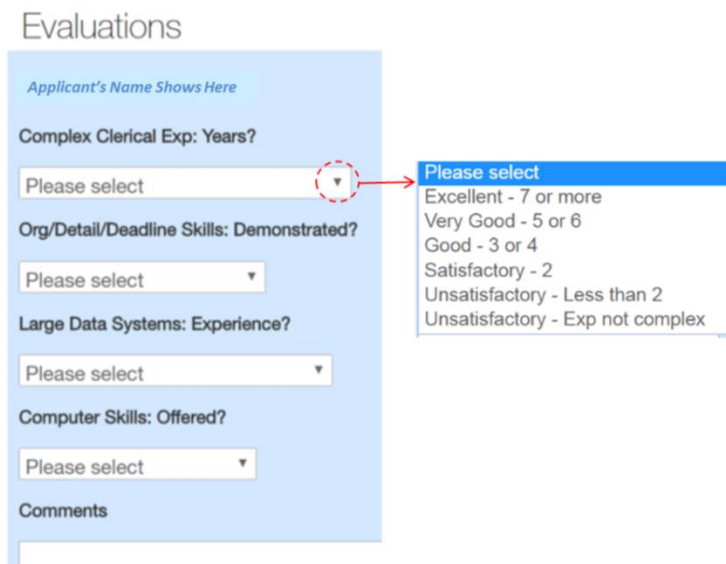 Evaluations
Applicant's Name Shows Here
Complex Clerical Exp: Years?
Please select
Org/Detail/Deadline Skills: Demonstrated?
Please select
Large Data Systems: Experience?
Please select
Computer Skills: Offered?
Please select
Comments
Please select
Excellent - 7 or more
Very Good - 5 or 6
Good - 3 or 4
Satisfactory - 2
Unsatisfactory - Less than 2
Unsatisfactory - Exp not complex